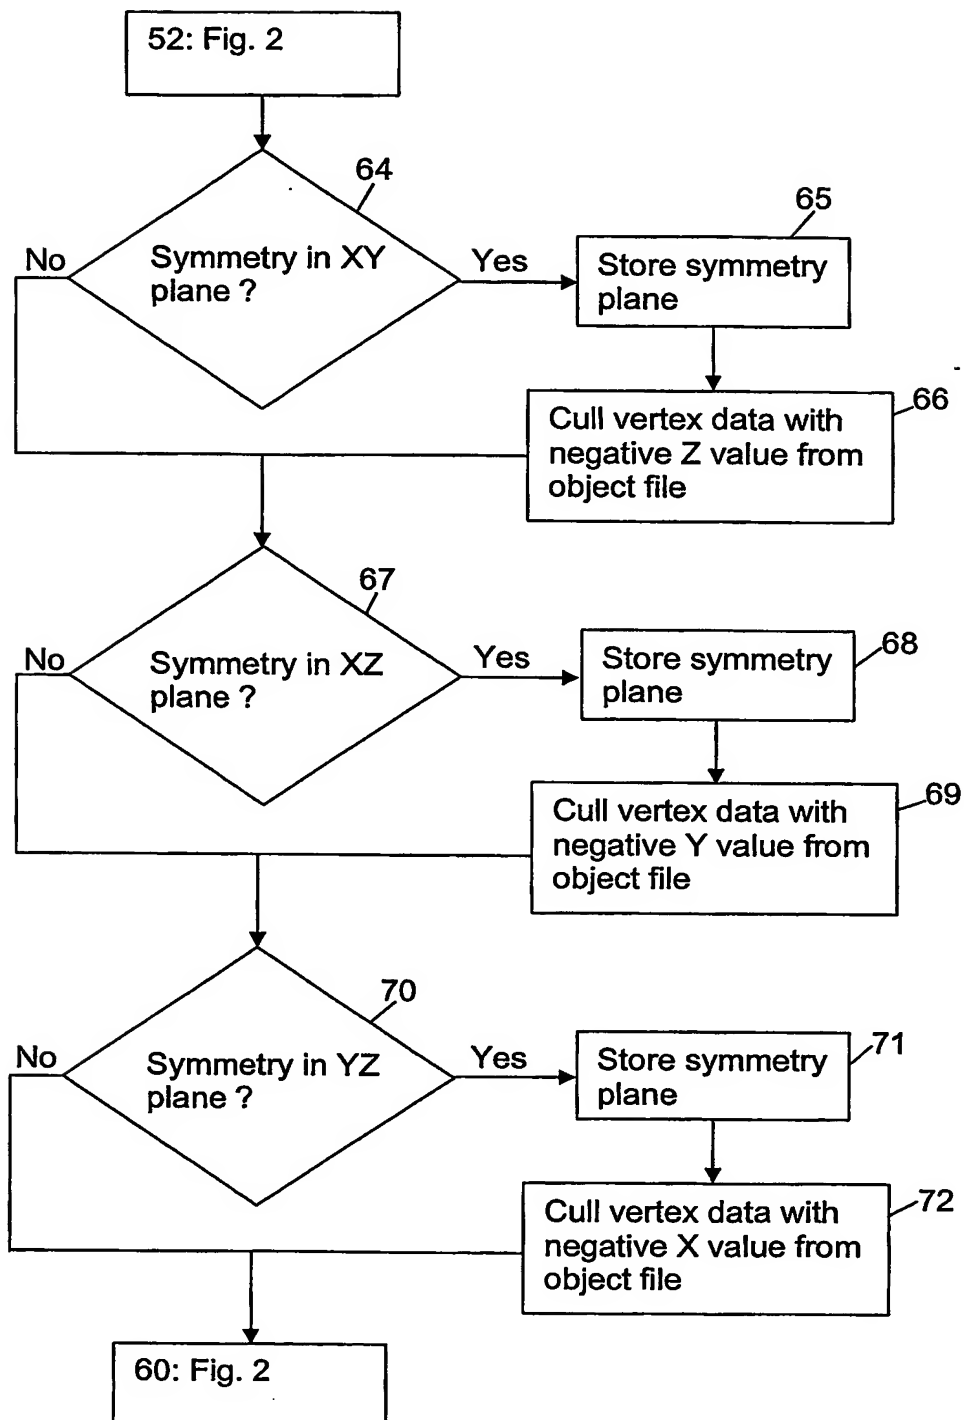 52: Fig. 2
64
Symmetry in XY
plane ?
No
Yes
65
Store symmetry
plane
66
Cull vertex data with
negative Z value from
object file
67
Symmetry in XZ
plane ?
No
Yes
68
Store symmetry
plane
69
Cull vertex data with
negative Y value from
object file
70
Symmetry in YZ
plane ?
No
Yes
71
Store symmetry
plane
72
Cull vertex data with
negative X value from
object file
60: Fig. 2